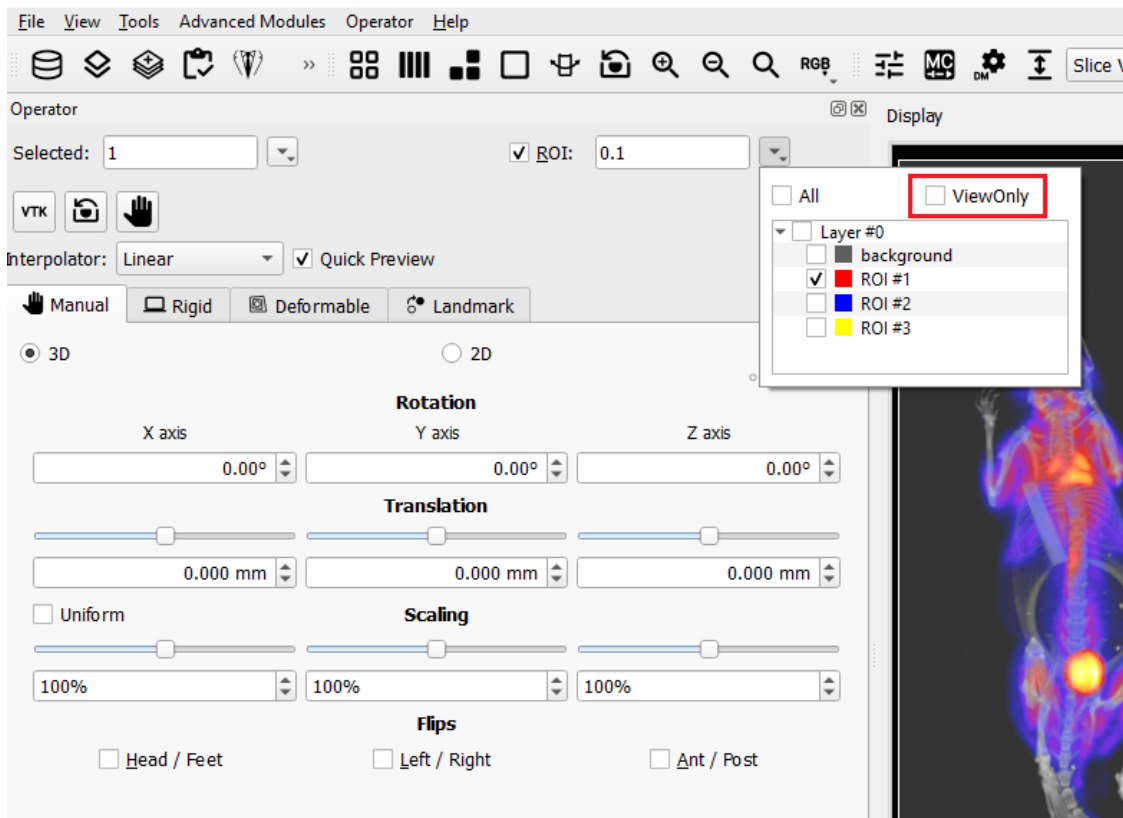 File View Tools Advanced Modules Operator Help
» RGB MC DM Slice V
Operator
Display
Selected: 1 ROI: 0.1
All ViewOnly
VTK
Layer #0
background
Interpolator: Linear Quick Preview
ROI #1
ROI #2
Manual Rigid Deformable Landmark
ROI #3
3D 2D
Rotation
X axis Y axis Z axis
0.00° 0.00° 0.00°
Translation
0.000 mm 0.000 mm 0.000 mm
Uniform Scaling
100% 100% 100%
Flips
Head / Feet Left / Right Ant / Post